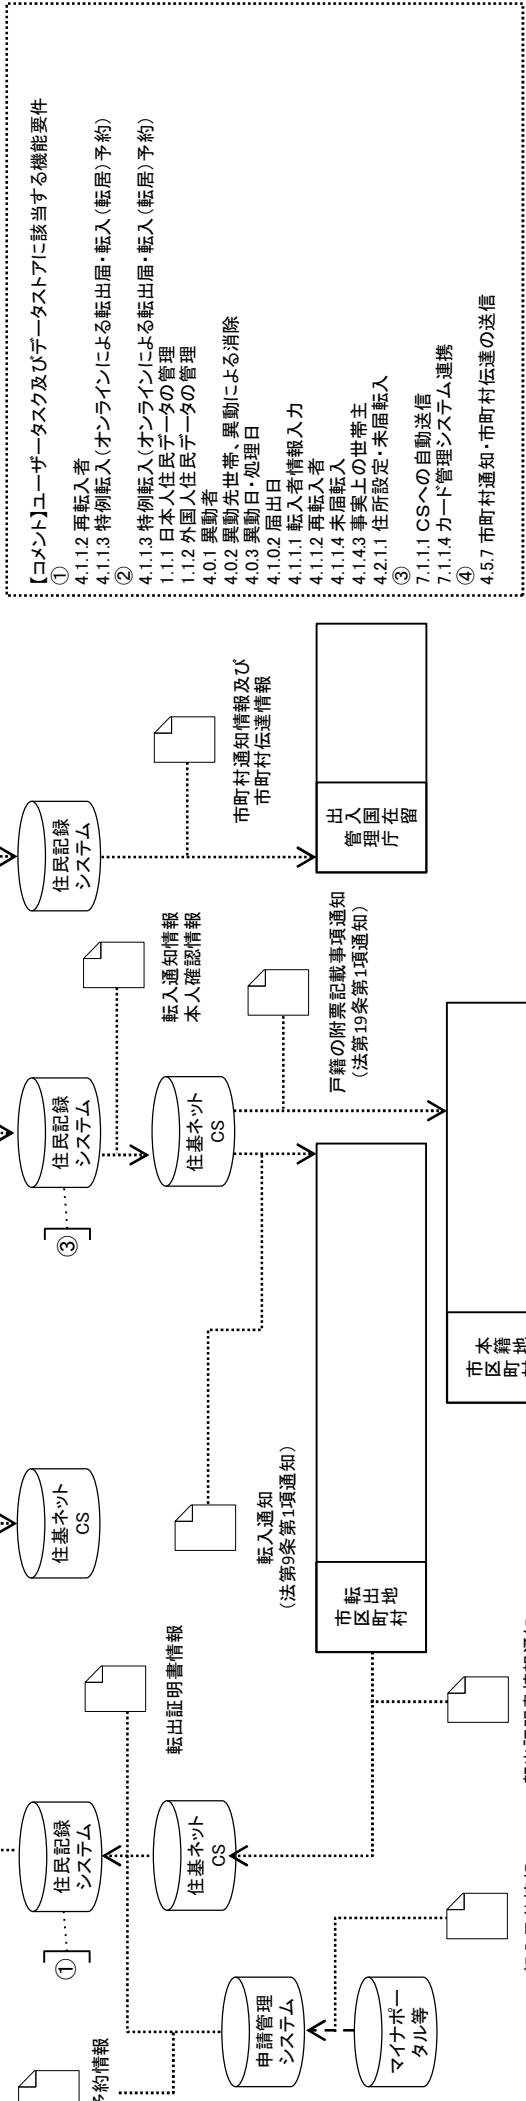 予約情報
①
住民記録
システム
申請管理
システム
マイナポー
タル等
住基ネット
CS
転出証明書情報
住基ネット
CS
転入通知
(法第9条第1項通知)
転出地
市区町村
③
住民記録
システム
転入通知情報
本人確認情報
住基ネット
CS
戸籍の附票記載事項通知
(法第19条第1項通知)
本籍地
市区町村
住民記録
システム
市町村通知情報及び
市町村伝達情報
出入国在留
管理庁
【コメント】ユーザータスク及びデータストアに該当する機能要件
①
4.1.1.2 再転入者
4.1.1.3 特例転入(オンラインによる転出届・転入(転居)予約)
②
4.1.1.3 特例転入(オンラインによる転出届・転入(転居)予約)
1.1.1 日本人住民データの管理
1.1.2 外国人住民データの管理
4.0.1 異動者
4.0.2 異動先世帯、異動による消除
4.0.3 異動日・処理日
4.1.0.2 届出日
4.1.1.1 転入者情報入力
4.1.1.2 再転入者
4.1.1.4 未届転入
4.1.4.3 事実上の世帯主
4.2.1.1 住所設定・未届転入
③
7.1.1.1 CSへの自動送信
7.1.1.4 カード管理システム連携
④
4.5.7 市町村通知・市町村伝達の送信